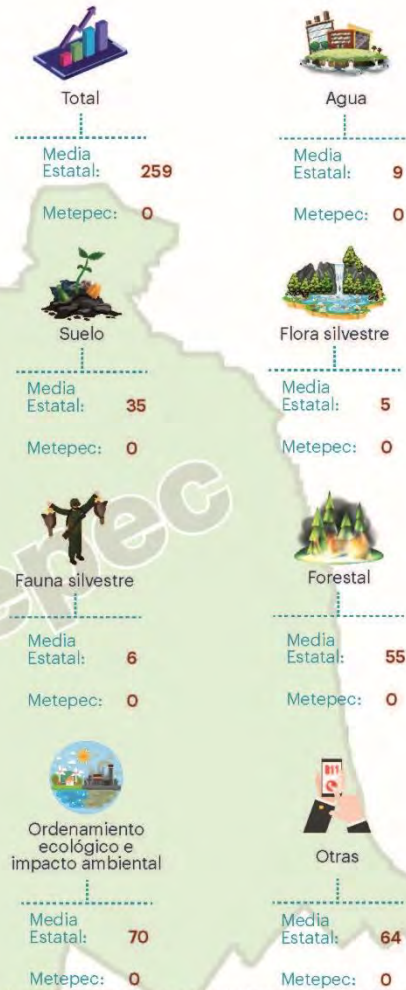 Total
Media
Estatal: 259
Metepec: 0
Agua
Media
Estatal: 9
Metepec: 0
Suelo
Media
Estatal: 35
Metepec: 0
Flora silvestre
Media
Estatal: 5
Metepec: 0
Fauna silvestre
Media
Estatal: 6
Metepec: 0
Forestal
Media
Estatal: 55
Metepec: 0
Ordenamiento
ecológico e
impacto ambiental
Media
Estatal: 70
Metepec: 0
911
Otras
Media
Estatal: 64
Metepec: 0
epec